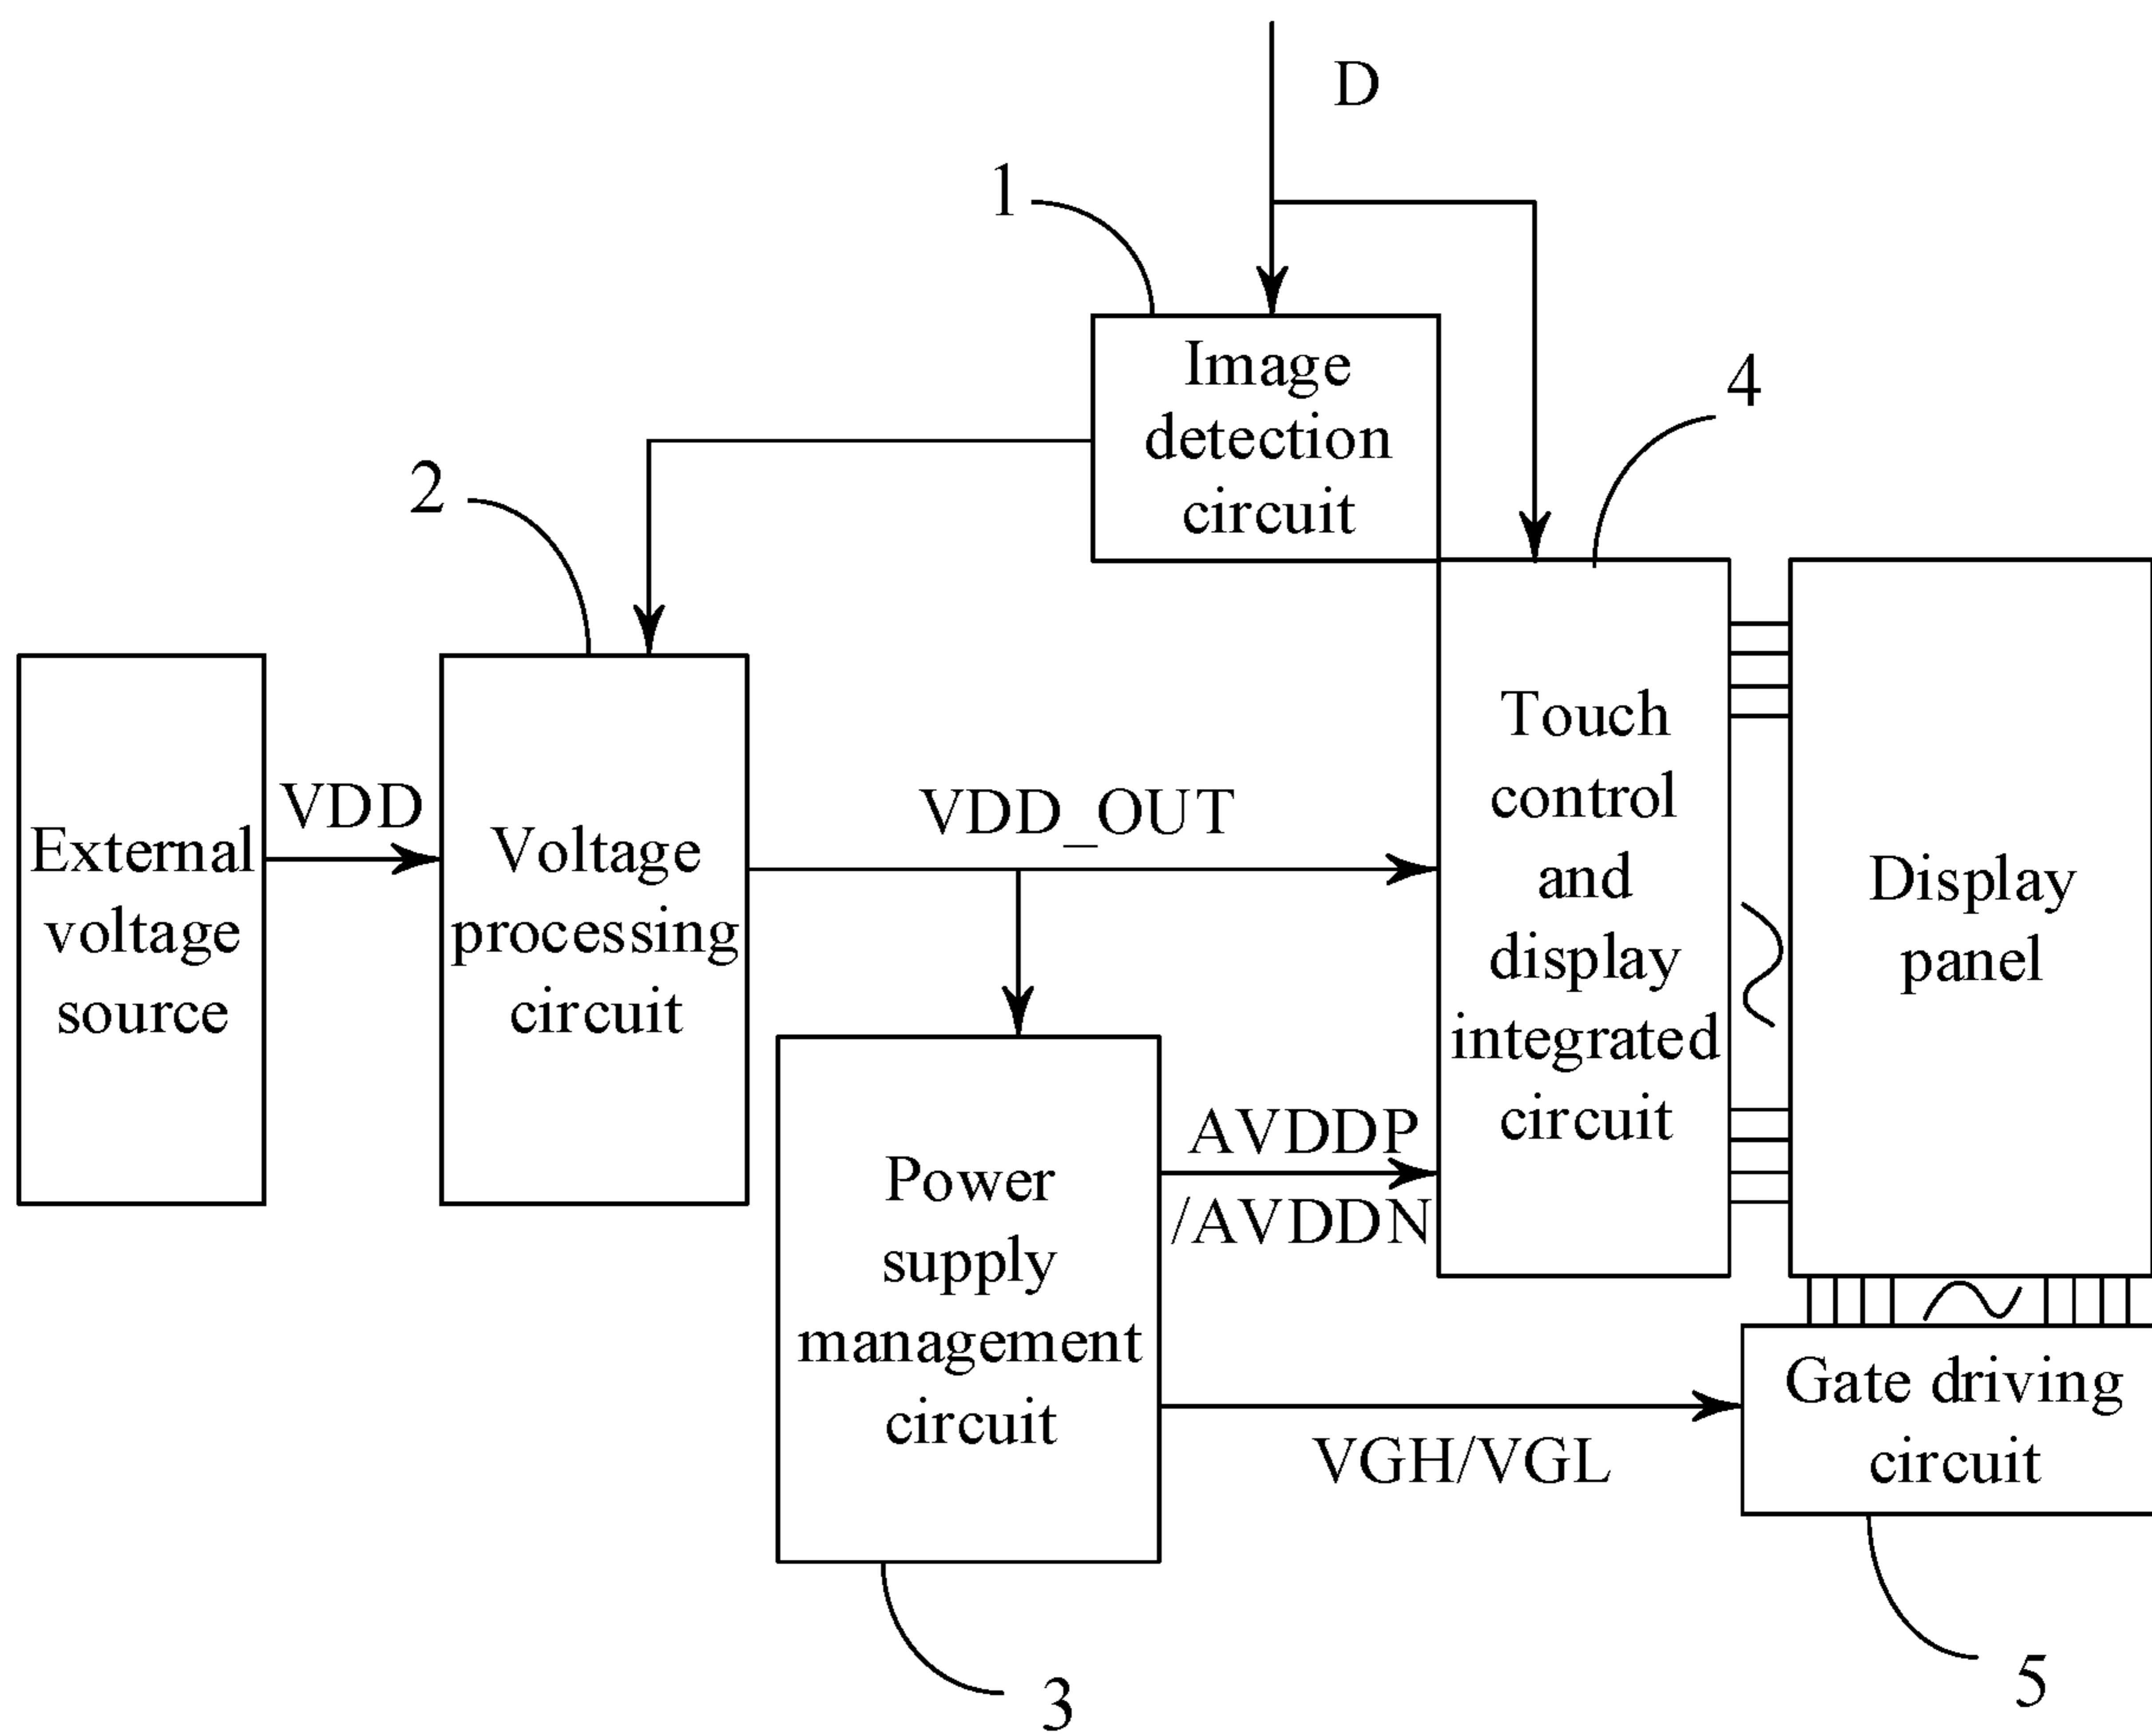 D
1
Image
detection
circuit
4
2
External
voltage
source
VDD
Voltage
processing
circuit
VDD_OUT
Touch
control
and
display
integrated
circuit
Display
panel
Power
supply
management
circuit
AVDDP
/AVDDN
VGH/VGL
Gate driving
circuit
3
5